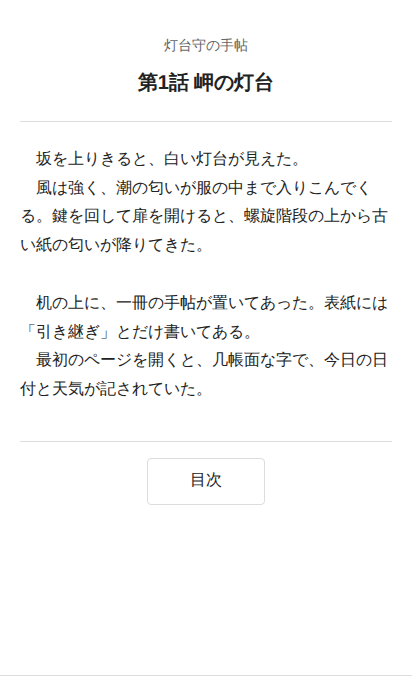 灯台守の手帖
第1話 岬の灯台
　坂を上りきると、白い灯台が見えた。
　風は強く、潮の匂いが服の中まで入りこんでく
る。鍵を回して扉を開けると、螺旋階段の上から古
い紙の匂いが降りてきた。
　机の上に、一冊の手帖が置いてあった。表紙には
「引き継ぎ」とだけ書いてある。
　最初のページを開くと、几帳面な字で、今日の日
付と天気が記されていた。
目次